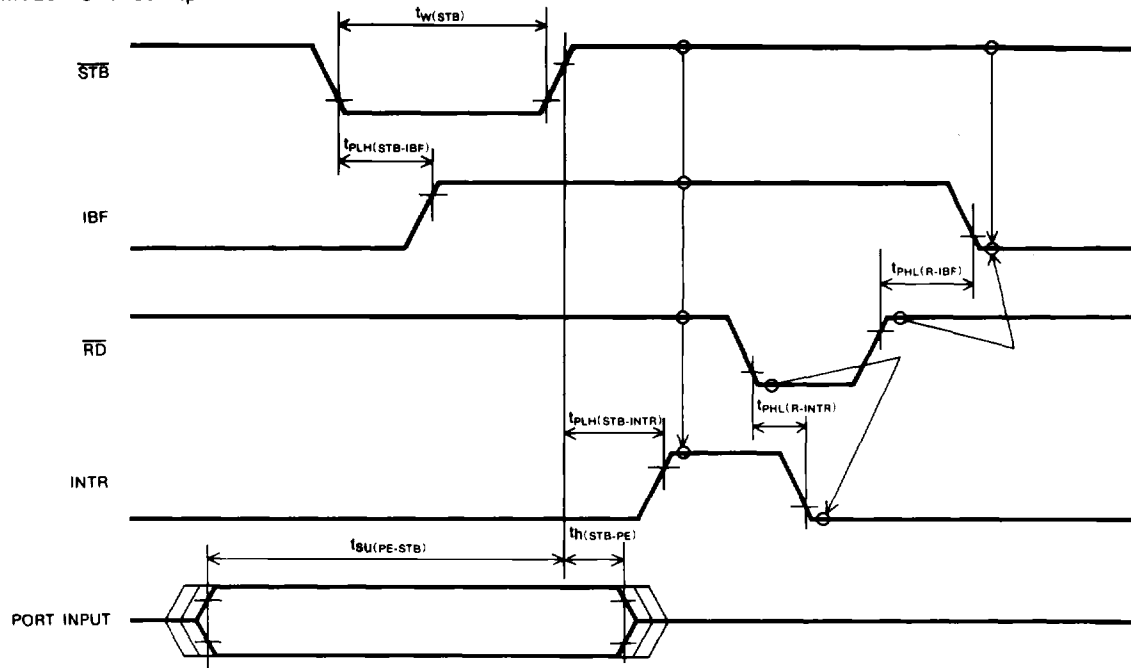 tW(STB)
STB
tPLH(STB-IBF)
IBF
tPHL(R-IBF)
RD
tPHL(R-INTR)
tPLH(STB-INTR)
INTR
tSU(PE-STB)
th(STB-PE)
PORT INPUT